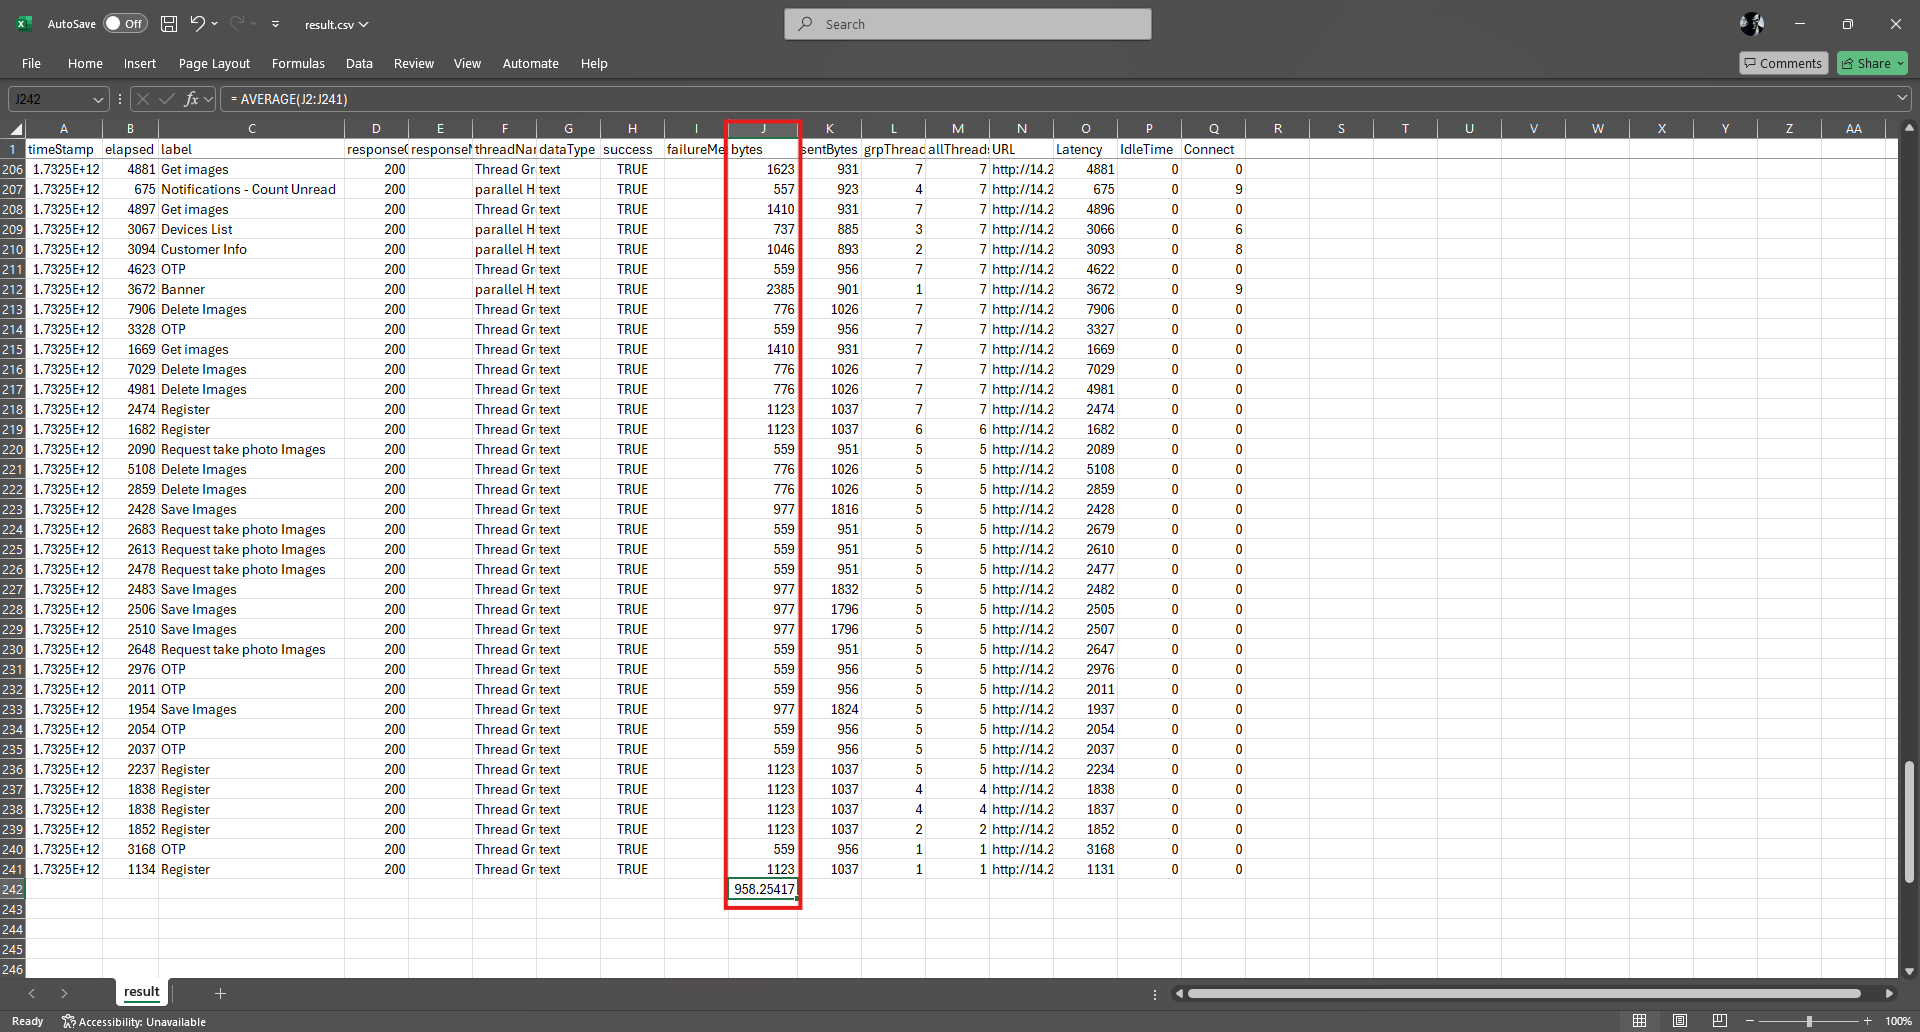 AutoSave Off result.csv Search
File Home Insert Page Layout Formulas Data Review View Automate Help Comments Share
J242 fx = AVERAGE(J2:J241)
A B C D E F G H I J K L M N O P Q R S T U V W X Y Z AA
1 timeStamp elapsed label responseC responseM threadNar dataType success failureMe bytes sentBytes grpThread allThreads URL Latency IdleTime Connect
206 1.7325E+12 4881 Get images 200 Thread Gr text TRUE 1623 931 7 7 http://14.2 4881 0 0
207 1.7325E+12 675 Notifications - Count Unread 200 parallel H text TRUE 557 923 4 7 http://14.2 675 0 9
208 1.7325E+12 4897 Get images 200 Thread Gr text TRUE 1410 931 7 7 http://14.2 4896 0 0
209 1.7325E+12 3067 Devices List 200 parallel H text TRUE 737 885 3 7 http://14.2 3066 0 6
210 1.7325E+12 3094 Customer Info 200 parallel H text TRUE 1046 893 2 7 http://14.2 3093 0 8
211 1.7325E+12 4623 OTP 200 Thread Gr text TRUE 559 956 7 7 http://14.2 4622 0 0
212 1.7325E+12 3672 Banner 200 parallel H text TRUE 2385 901 1 7 http://14.2 3672 0 9
213 1.7325E+12 7906 Delete Images 200 Thread Gr text TRUE 776 1026 7 7 http://14.2 7906 0 0
214 1.7325E+12 3328 OTP 200 Thread Gr text TRUE 559 956 7 7 http://14.2 3327 0 0
215 1.7325E+12 1669 Get images 200 Thread Gr text TRUE 1410 931 7 7 http://14.2 1669 0 0
216 1.7325E+12 7029 Delete Images 200 Thread Gr text TRUE 776 1026 7 7 http://14.2 7029 0 0
217 1.7325E+12 4981 Delete Images 200 Thread Gr text TRUE 776 1026 7 7 http://14.2 4981 0 0
218 1.7325E+12 2474 Register 200 Thread Gr text TRUE 1123 1037 7 7 http://14.2 2474 0 0
219 1.7325E+12 1682 Register 200 Thread Gr text TRUE 1123 1037 6 6 http://14.2 1682 0 0
220 1.7325E+12 2090 Request take photo Images 200 Thread Gr text TRUE 559 951 5 5 http://14.2 2089 0 0
221 1.7325E+12 5108 Delete Images 200 Thread Gr text TRUE 776 1026 5 5 http://14.2 5108 0 0
222 1.7325E+12 2859 Delete Images 200 Thread Gr text TRUE 776 1026 5 5 http://14.2 2859 0 0
223 1.7325E+12 2428 Save Images 200 Thread Gr text TRUE 977 1816 5 5 http://14.2 2428 0 0
224 1.7325E+12 2683 Request take photo Images 200 Thread Gr text TRUE 559 951 5 5 http://14.2 2679 0 0
225 1.7325E+12 2613 Request take photo Images 200 Thread Gr text TRUE 559 951 5 5 http://14.2 2610 0 0
226 1.7325E+12 2478 Request take photo Images 200 Thread Gr text TRUE 559 951 5 5 http://14.2 2477 0 0
227 1.7325E+12 2483 Save Images 200 Thread Gr text TRUE 977 1832 5 5 http://14.2 2482 0 0
228 1.7325E+12 2506 Save Images 200 Thread Gr text TRUE 977 1796 5 5 http://14.2 2505 0 0
229 1.7325E+12 2510 Save Images 200 Thread Gr text TRUE 977 1796 5 5 http://14.2 2507 0 0
230 1.7325E+12 2648 Request take photo Images 200 Thread Gr text TRUE 559 951 5 5 http://14.2 2647 0 0
231 1.7325E+12 2976 OTP 200 Thread Gr text TRUE 559 956 5 5 http://14.2 2976 0 0
232 1.7325E+12 2011 OTP 200 Thread Gr text TRUE 559 956 5 5 http://14.2 2011 0 0
233 1.7325E+12 1954 Save Images 200 Thread Gr text TRUE 977 1824 5 5 http://14.2 1937 0 0
234 1.7325E+12 2054 OTP 200 Thread Gr text TRUE 559 956 5 5 http://14.2 2054 0 0
235 1.7325E+12 2037 OTP 200 Thread Gr text TRUE 559 956 5 5 http://14.2 2037 0 0
236 1.7325E+12 2237 Register 200 Thread Gr text TRUE 1123 1037 5 5 http://14.2 2234 0 0
237 1.7325E+12 1838 Register 200 Thread Gr text TRUE 1123 1037 4 4 http://14.2 1838 0 0
238 1.7325E+12 1838 Register 200 Thread Gr text TRUE 1123 1037 4 4 http://14.2 1837 0 0
239 1.7325E+12 1852 Register 200 Thread Gr text TRUE 1123 1037 2 2 http://14.2 1852 0 0
240 1.7325E+12 3168 OTP 200 Thread Gr text TRUE 559 956 1 1 http://14.2 3168 0 0
241 1.7325E+12 1134 Register 200 Thread Gr text TRUE 1123 1037 1 1 http://14.2 1131 0 0
242 958.25417
243
244
245
246
result
Ready Accessibility: Unavailable 100%